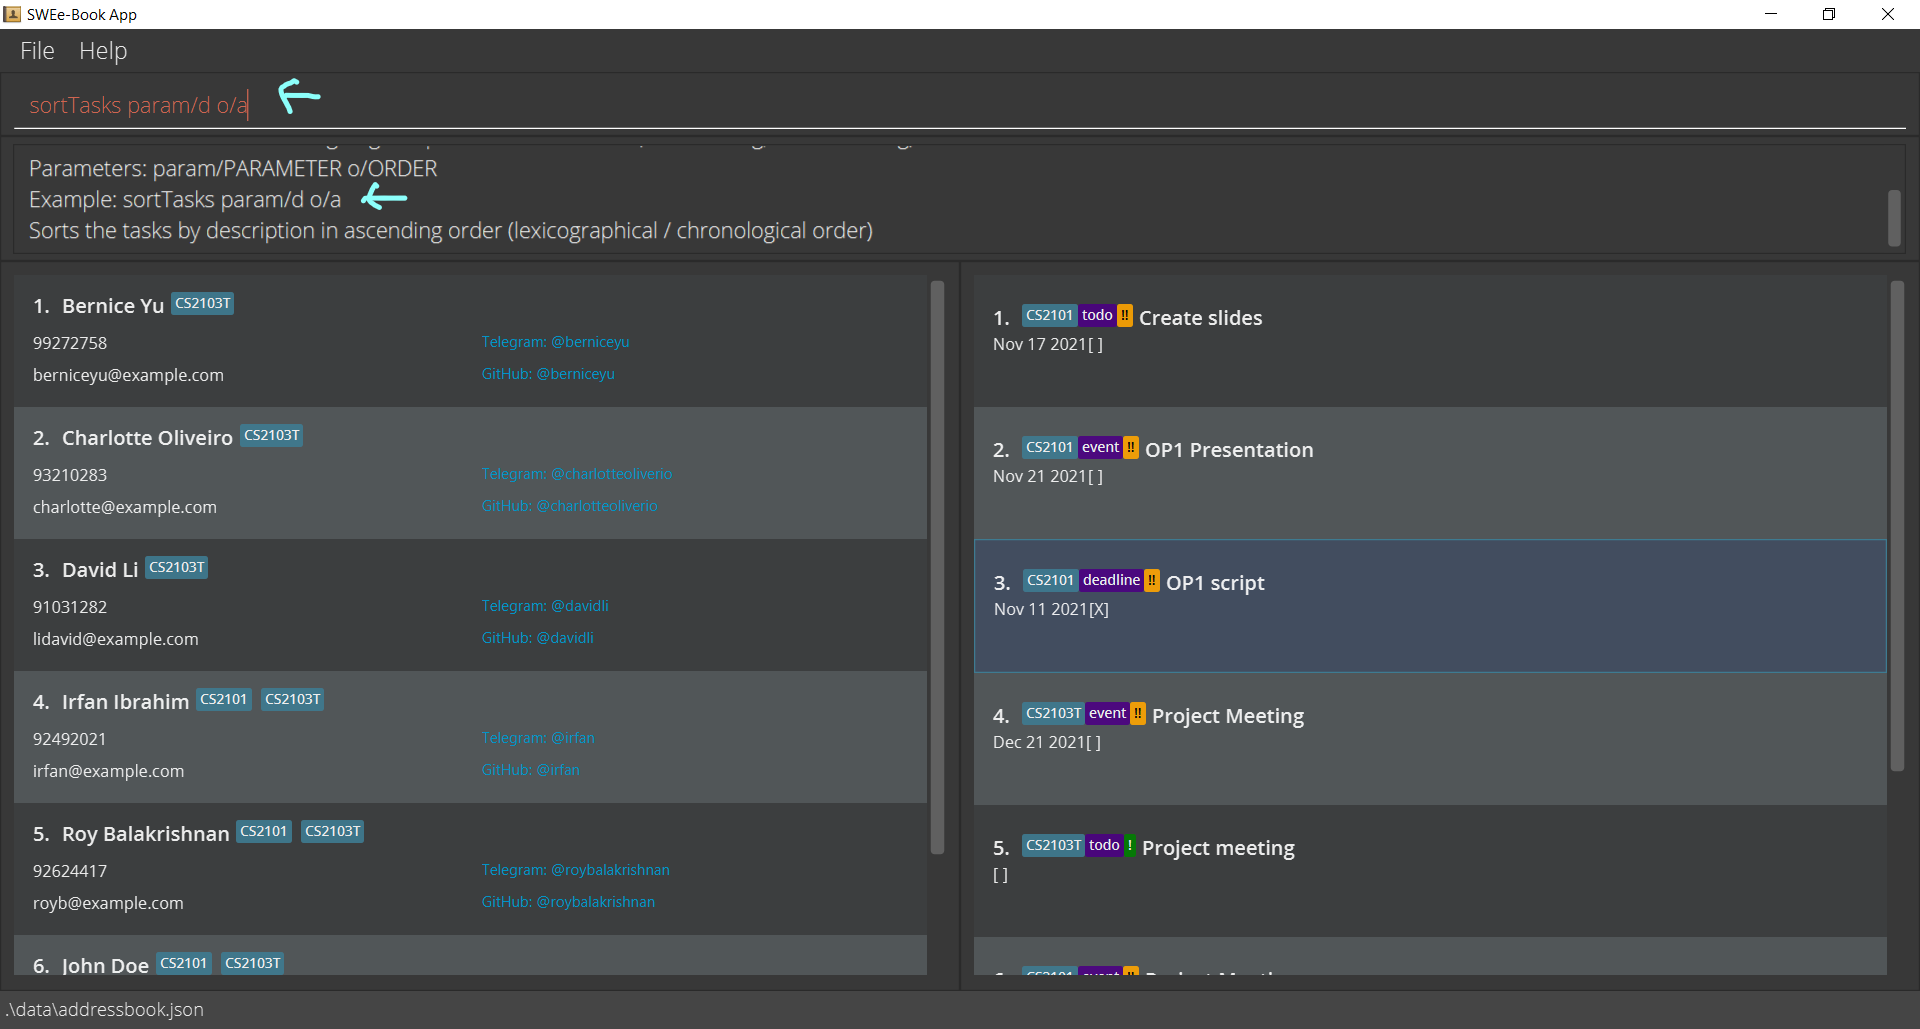 SWEe-Book App
File Help
sortTasks param/d o/a
Parameters: param/PARAMETER o/ORDER
Example: sortTasks param/d o/a
Sorts the tasks by description in ascending order (lexicographical / chronological order)
1. Bernice Yu CS2103T
99272758
Telegram: @berniceyu
berniceyu@example.com
GitHub: @berniceyu
2. Charlotte Oliveiro CS2103T
93210283
Telegram: @charlotteoliverio
charlotte@example.com
GitHub: @charlotteoliverio
3. David Li CS2103T
91031282
Telegram: @davidli
lidavid@example.com
GitHub: @davidli
4. Irfan Ibrahim CS2101 CS2103T
92492021
Telegram: @irfan
irfan@example.com
GitHub: @irfan
5. Roy Balakrishnan CS2101 CS2103T
92624417
Telegram: @roybalakrishnan
royb@example.com
GitHub: @roybalakrishnan
6. John Doe CS2101 CS2103T
1. CS2101 todo !! Create slides
Nov 17 2021[ ]
2. CS2101 event !! OP1 Presentation
Nov 21 2021[ ]
3. CS2101 deadline !! OP1 script
Nov 11 2021[X]
4. CS2103T event !! Project Meeting
Dec 21 2021[ ]
5. CS2103T todo ! Project meeting
[ ]
.\data\addressbook.json